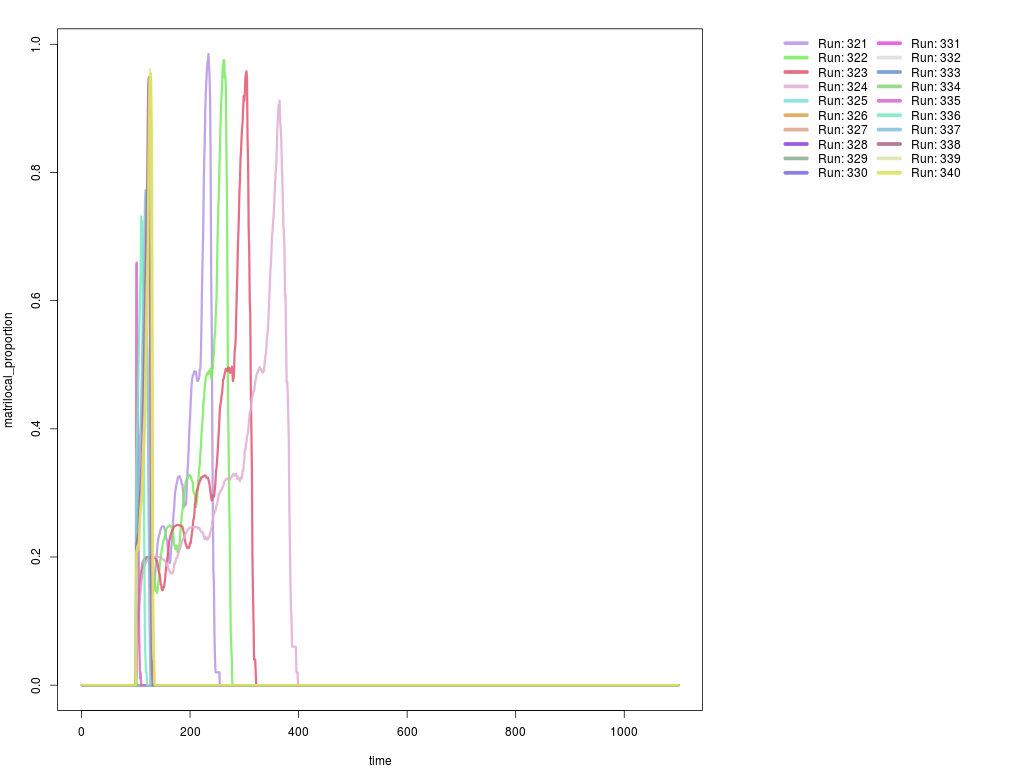 matrilocal_proportion
1.0
0.8
0.6
0.4
0.2
0.0
0 200 400 600 800 1000
time
Run: 321 Run: 331
Run: 322 Run: 332
Run: 323 Run: 333
Run: 324 Run: 334
Run: 325 Run: 335
Run: 326 Run: 336
Run: 327 Run: 337
Run: 328 Run: 338
Run: 329 Run: 339
Run: 330 Run: 340